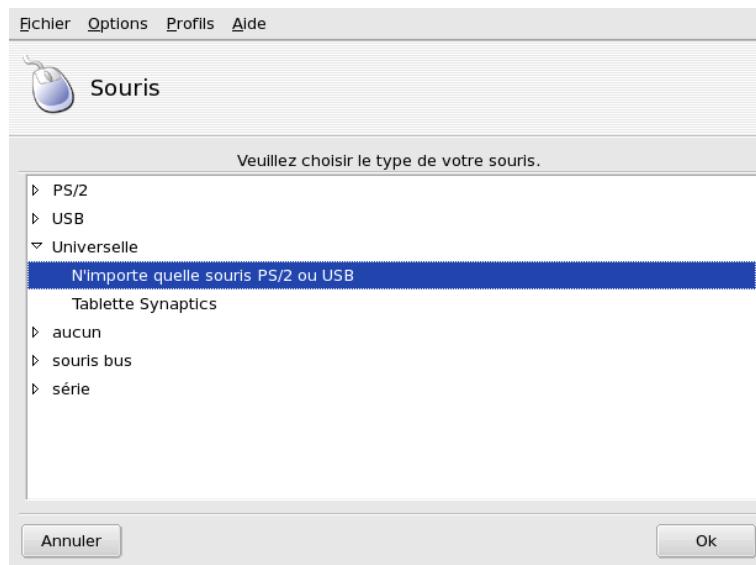 Fichier Options Profils Aide
Souris
Veuillez choisir le type de votre souris.
PS/2
USB
Universelle
N'importe quelle souris PS/2 ou USB
Tablette Synaptics
aucun
souris bus
série
Annuler Ok